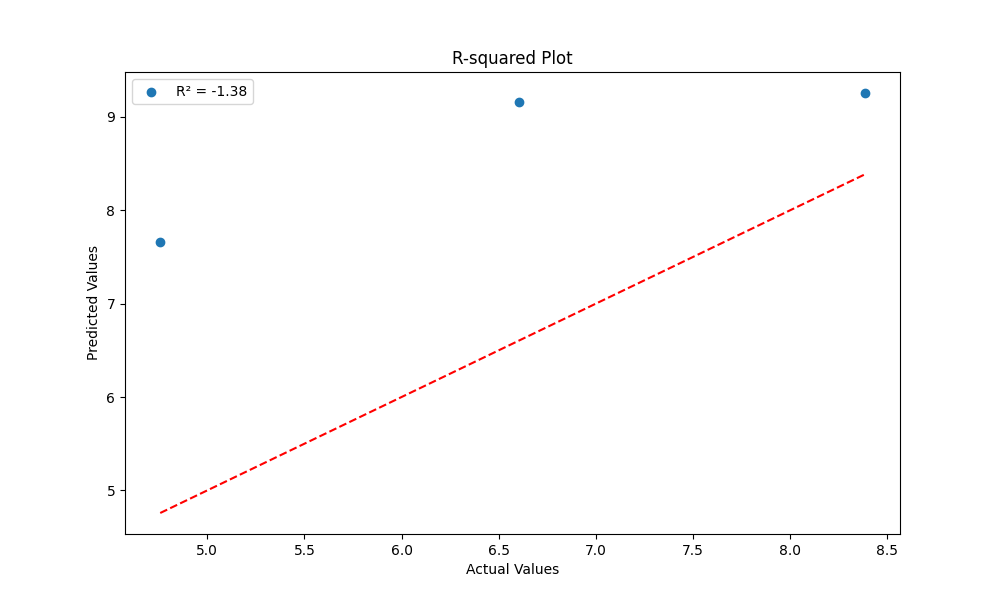 R-squared Plot
R² = -1.38
9
8
7
6
5
Predicted Values
5.0 5.5 6.0 6.5 7.0 7.5 8.0 8.5
Actual Values